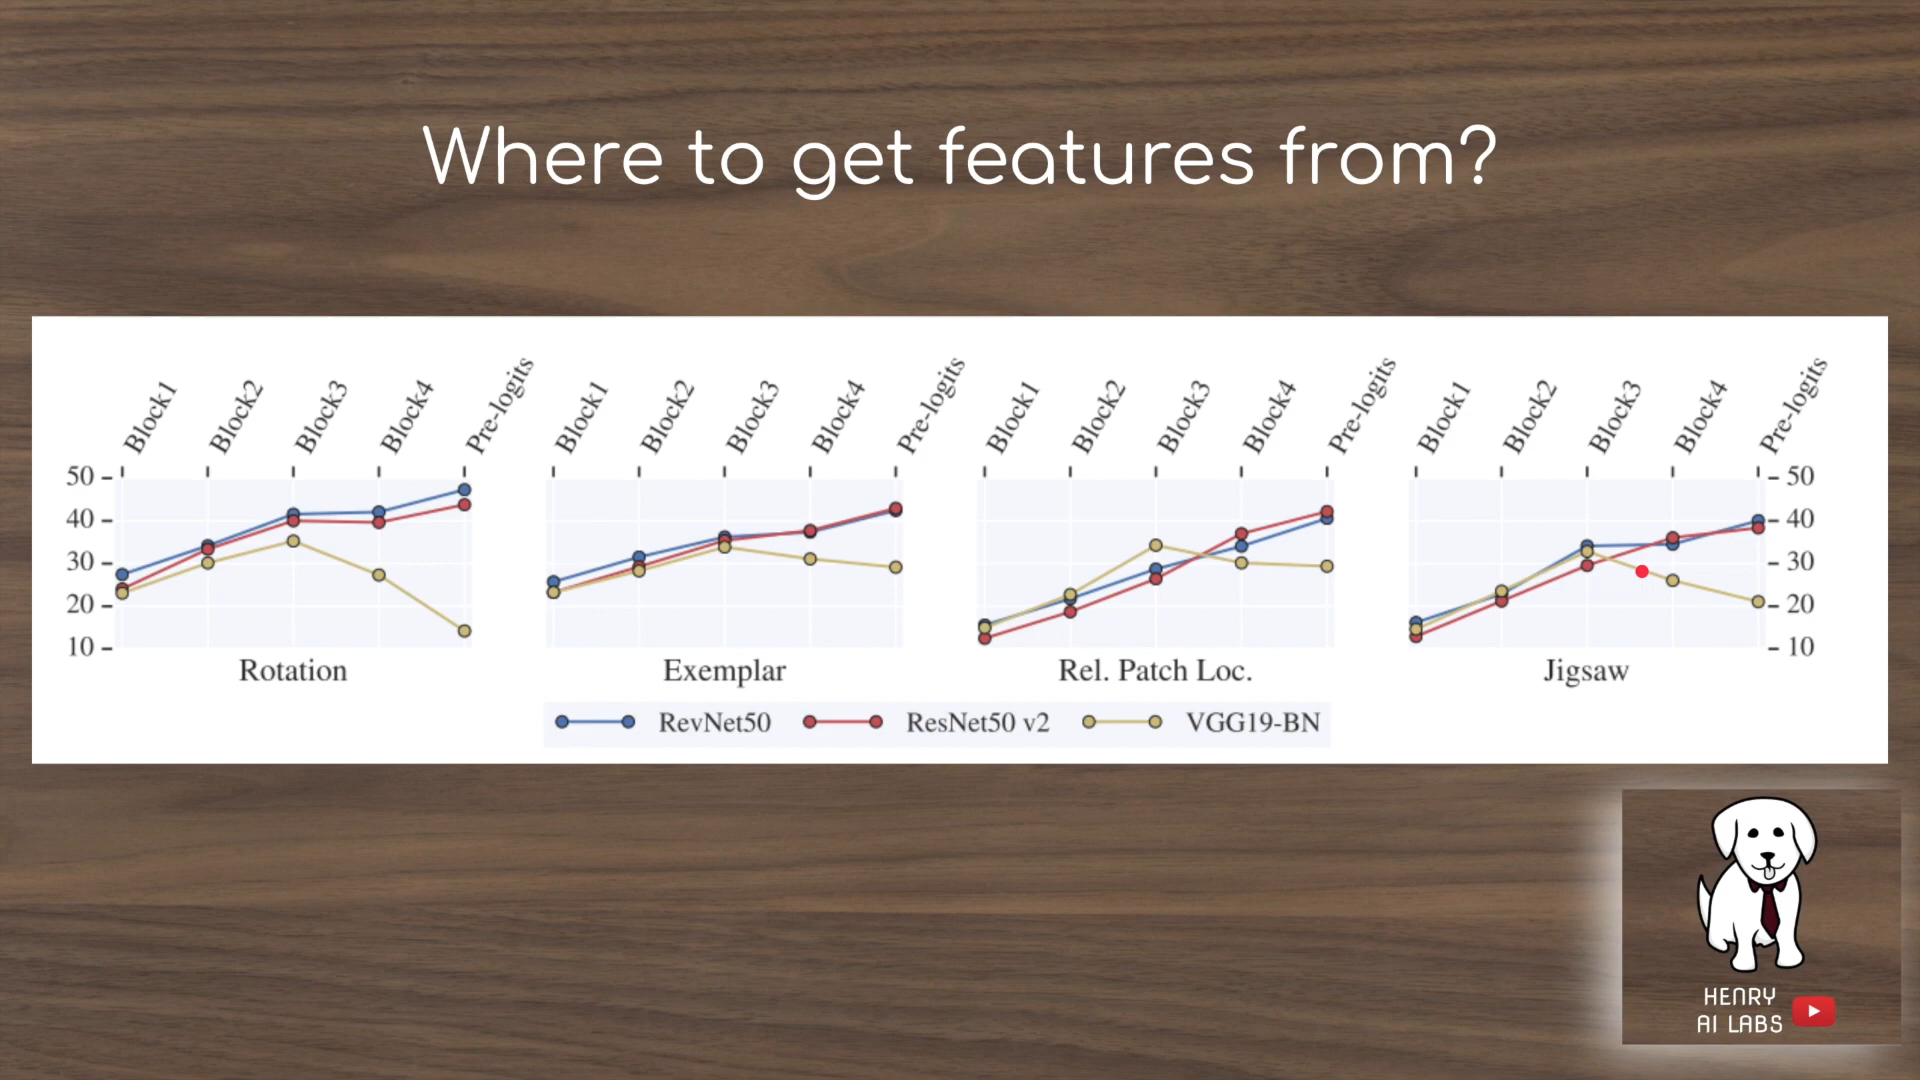 Where to get features from?
Block1 Block2 Block3 Block4 Pre-logits Block1 Block2 Block3 Block4 Pre-logits Block1 Block2 Block3 Block4 Pre-logits Block1 Block2 Block3 Block4 Pre-logits
50 50
40 40
30 30
20 20
10 10
Rotation Exemplar Rel. Patch Loc. Jigsaw
RevNet50 ResNet50 v2 VGG19-BN
HENRY
AI LABS